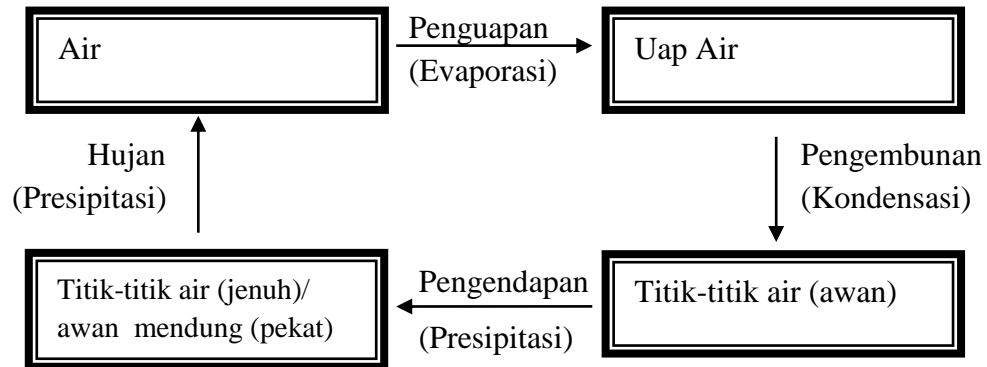 Air
Penguapan
(Evaporasi)
Uap Air
Hujan
(Presipitasi)
Pengembunan
(Kondensasi)
Titik-titik air (jenuh)/
awan mendung (pekat)
Pengendapan
(Presipitasi)
Titik-titik air (awan)